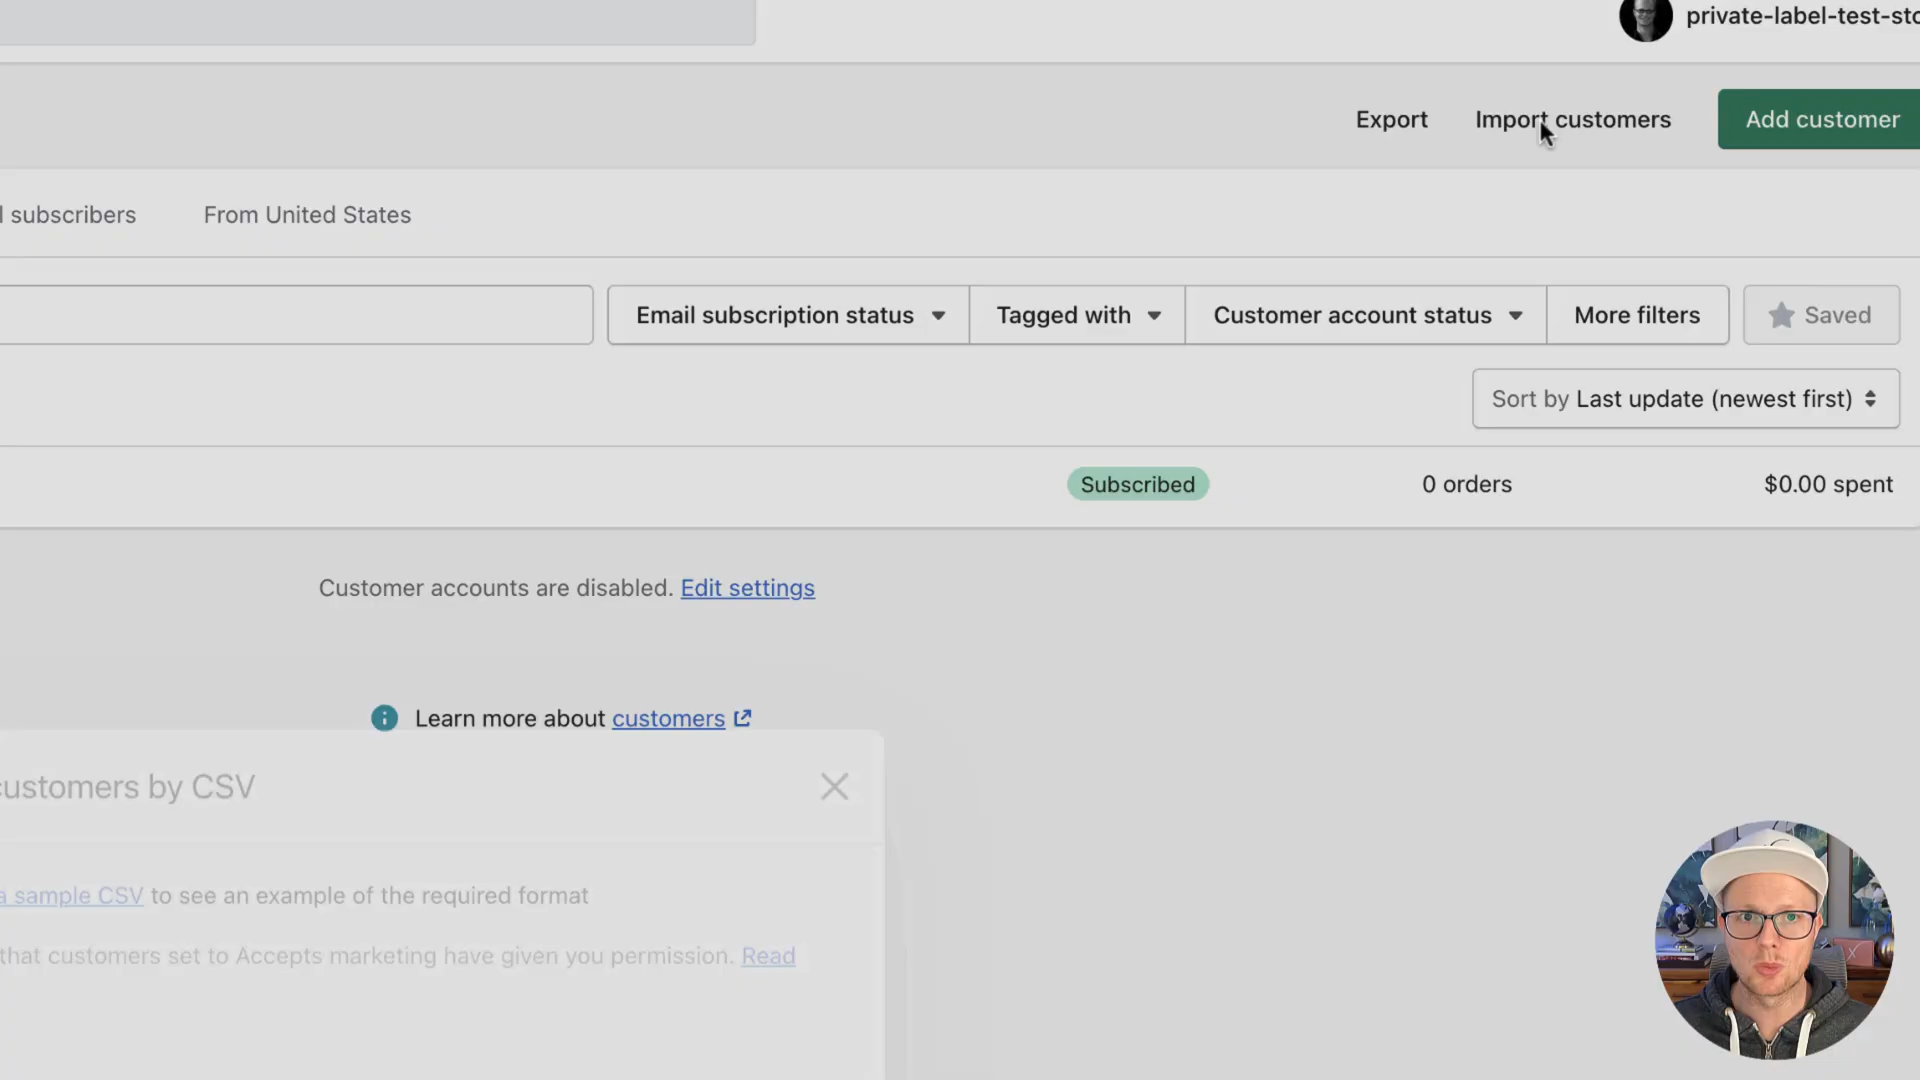 private-label-test-sto
Export Import customers Add customer
subscribers From United States
Email subscription status Tagged with Customer account status More filters Saved
Sort by Last update (newest first)
Subscribed 0 orders $0.00 spent
Customer accounts are disabled. Edit settings
Learn more about customers
customers by CSV
a sample CSV to see an example of the required format
that customers set to Accepts marketing have given you permission. Read